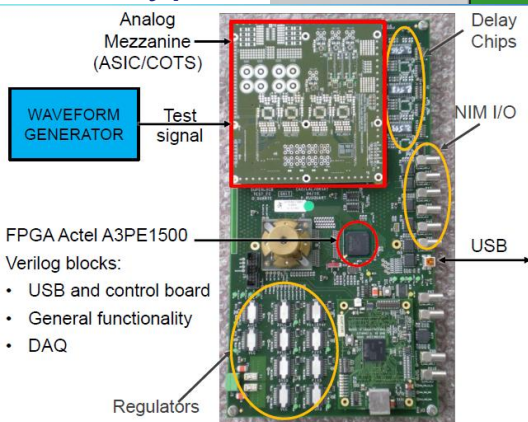 Analog
Mezzanine
(ASIC/COTS)
Delay
Chips
WAVEFORM
GENERATOR
Test
signal
NIM I/O
FPGA Actel A3PE1500
USB
Verilog blocks:
• USB and control board
• General functionality
• DAQ
Regulators